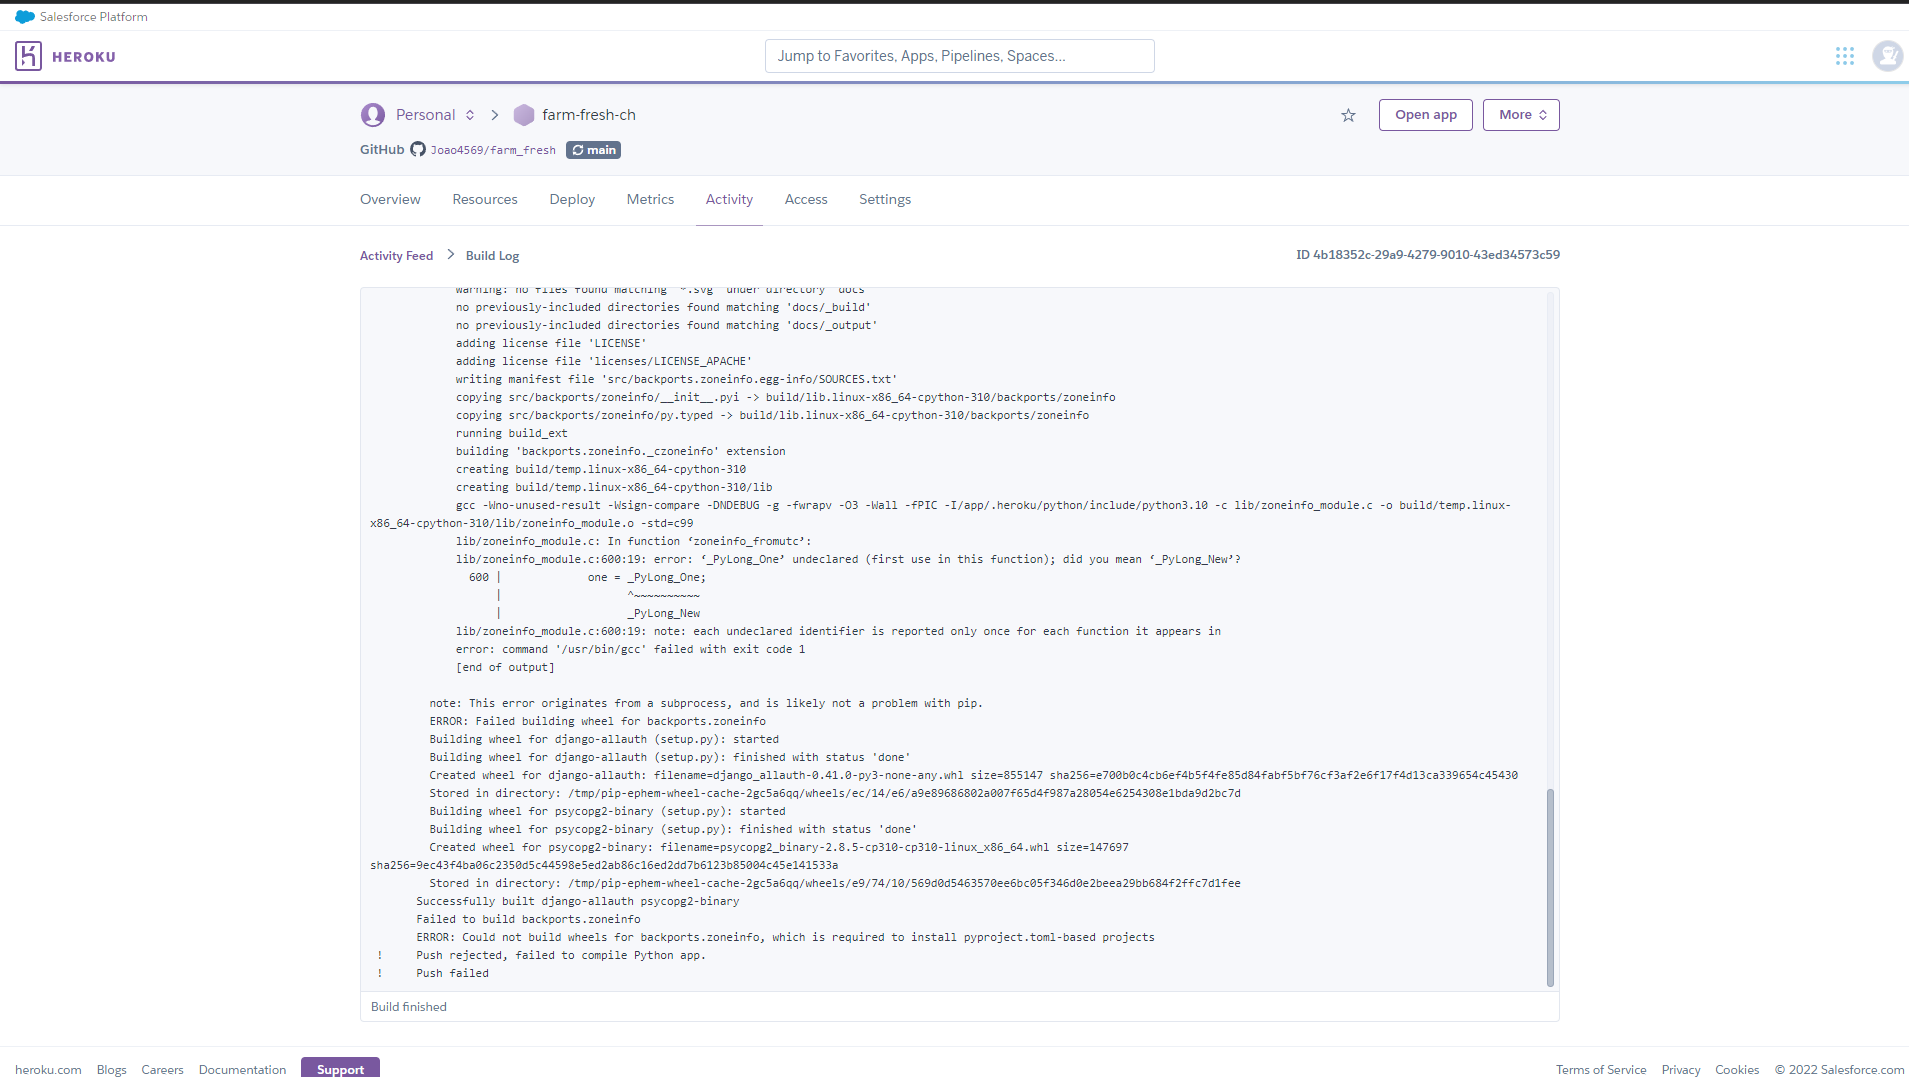 Salesforce Platform
HEROKU
Jump to Favorites, Apps, Pipelines, Spaces...
Personal
farm-fresh-ch
Open app
More
GitHub Joao4569/farm_fresh main
Overview Resources Deploy Metrics Activity Access Settings
Activity Feed > Build Log
ID 4b18352c-29a9-4279-9010-43ed34573c59
warning: no files found matching '*.svg' under directory 'docs'
no previously-included directories found matching 'docs/_build'
no previously-included directories found matching 'docs/_output'
adding license file 'LICENSE'
adding license file 'licenses/LICENSE_APACHE'
writing manifest file 'src/backports.zoneinfo.egg-info/SOURCES.txt'
copying src/backports/zoneinfo/__init__.pyi -> build/lib.linux-x86_64-cpython-310/backports/zoneinfo
copying src/backports/zoneinfo/py.typed -> build/lib.linux-x86_64-cpython-310/backports/zoneinfo
running build_ext
building 'backports.zoneinfo._czoneinfo' extension
creating build/temp.linux-x86_64-cpython-310
creating build/temp.linux-x86_64-cpython-310/lib
gcc -Wno-unused-result -Wsign-compare -DNDEBUG -g -fwrapv -O3 -Wall -fPIC -I/app/.heroku/python/include/python3.10 -c lib/zoneinfo_module.c -o build/temp.linux-
x86_64-cpython-310/lib/zoneinfo_module.o -std=c99
lib/zoneinfo_module.c: In function ‘zoneinfo_fromutc’:
lib/zoneinfo_module.c:600:19: error: ‘_PyLong_One’ undeclared (first use in this function); did you mean ‘_PyLong_New’?
600 | one = _PyLong_One;
| ^~~~~~~~~~~
| _PyLong_New
lib/zoneinfo_module.c:600:19: note: each undeclared identifier is reported only once for each function it appears in
error: command '/usr/bin/gcc' failed with exit code 1
[end of output]
note: This error originates from a subprocess, and is likely not a problem with pip.
ERROR: Failed building wheel for backports.zoneinfo
Building wheel for django-allauth (setup.py): started
Building wheel for django-allauth (setup.py): finished with status 'done'
Created wheel for django-allauth: filename=django_allauth-0.41.0-py3-none-any.whl size=855147 sha256=e700b0c4cb6ef4b5f4fe85d84fabf5bf76cf3af2e6f17f4d13ca339654c45430
Stored in directory: /tmp/pip-ephem-wheel-cache-2gc5a6qq/wheels/ec/14/e6/a9e89686802a007f65d4f987a28054e6254308e1bda9d2bc7d
Building wheel for psycopg2-binary (setup.py): started
Building wheel for psycopg2-binary (setup.py): finished with status 'done'
Created wheel for psycopg2-binary: filename=psycopg2_binary-2.8.5-cp310-cp310-linux_x86_64.whl size=147697
sha256=9ec43f4ba06c2350d5c44598e5ed2ab86c16ed2dd7b6123b85004c45e141533a
Stored in directory: /tmp/pip-ephem-wheel-cache-2gc5a6qq/wheels/e9/74/10/569d0d5463570ee6bc05f346d0e2beea29bb684f2ffc7d1fee
Successfully built django-allauth psycopg2-binary
Failed to build backports.zoneinfo
ERROR: Could not build wheels for backports.zoneinfo, which is required to install pyproject.toml-based projects
! Push rejected, failed to compile Python app.
! Push failed
Build finished
heroku.com Blogs Careers Documentation Support
Terms of Service Privacy Cookies © 2022 Salesforce.com